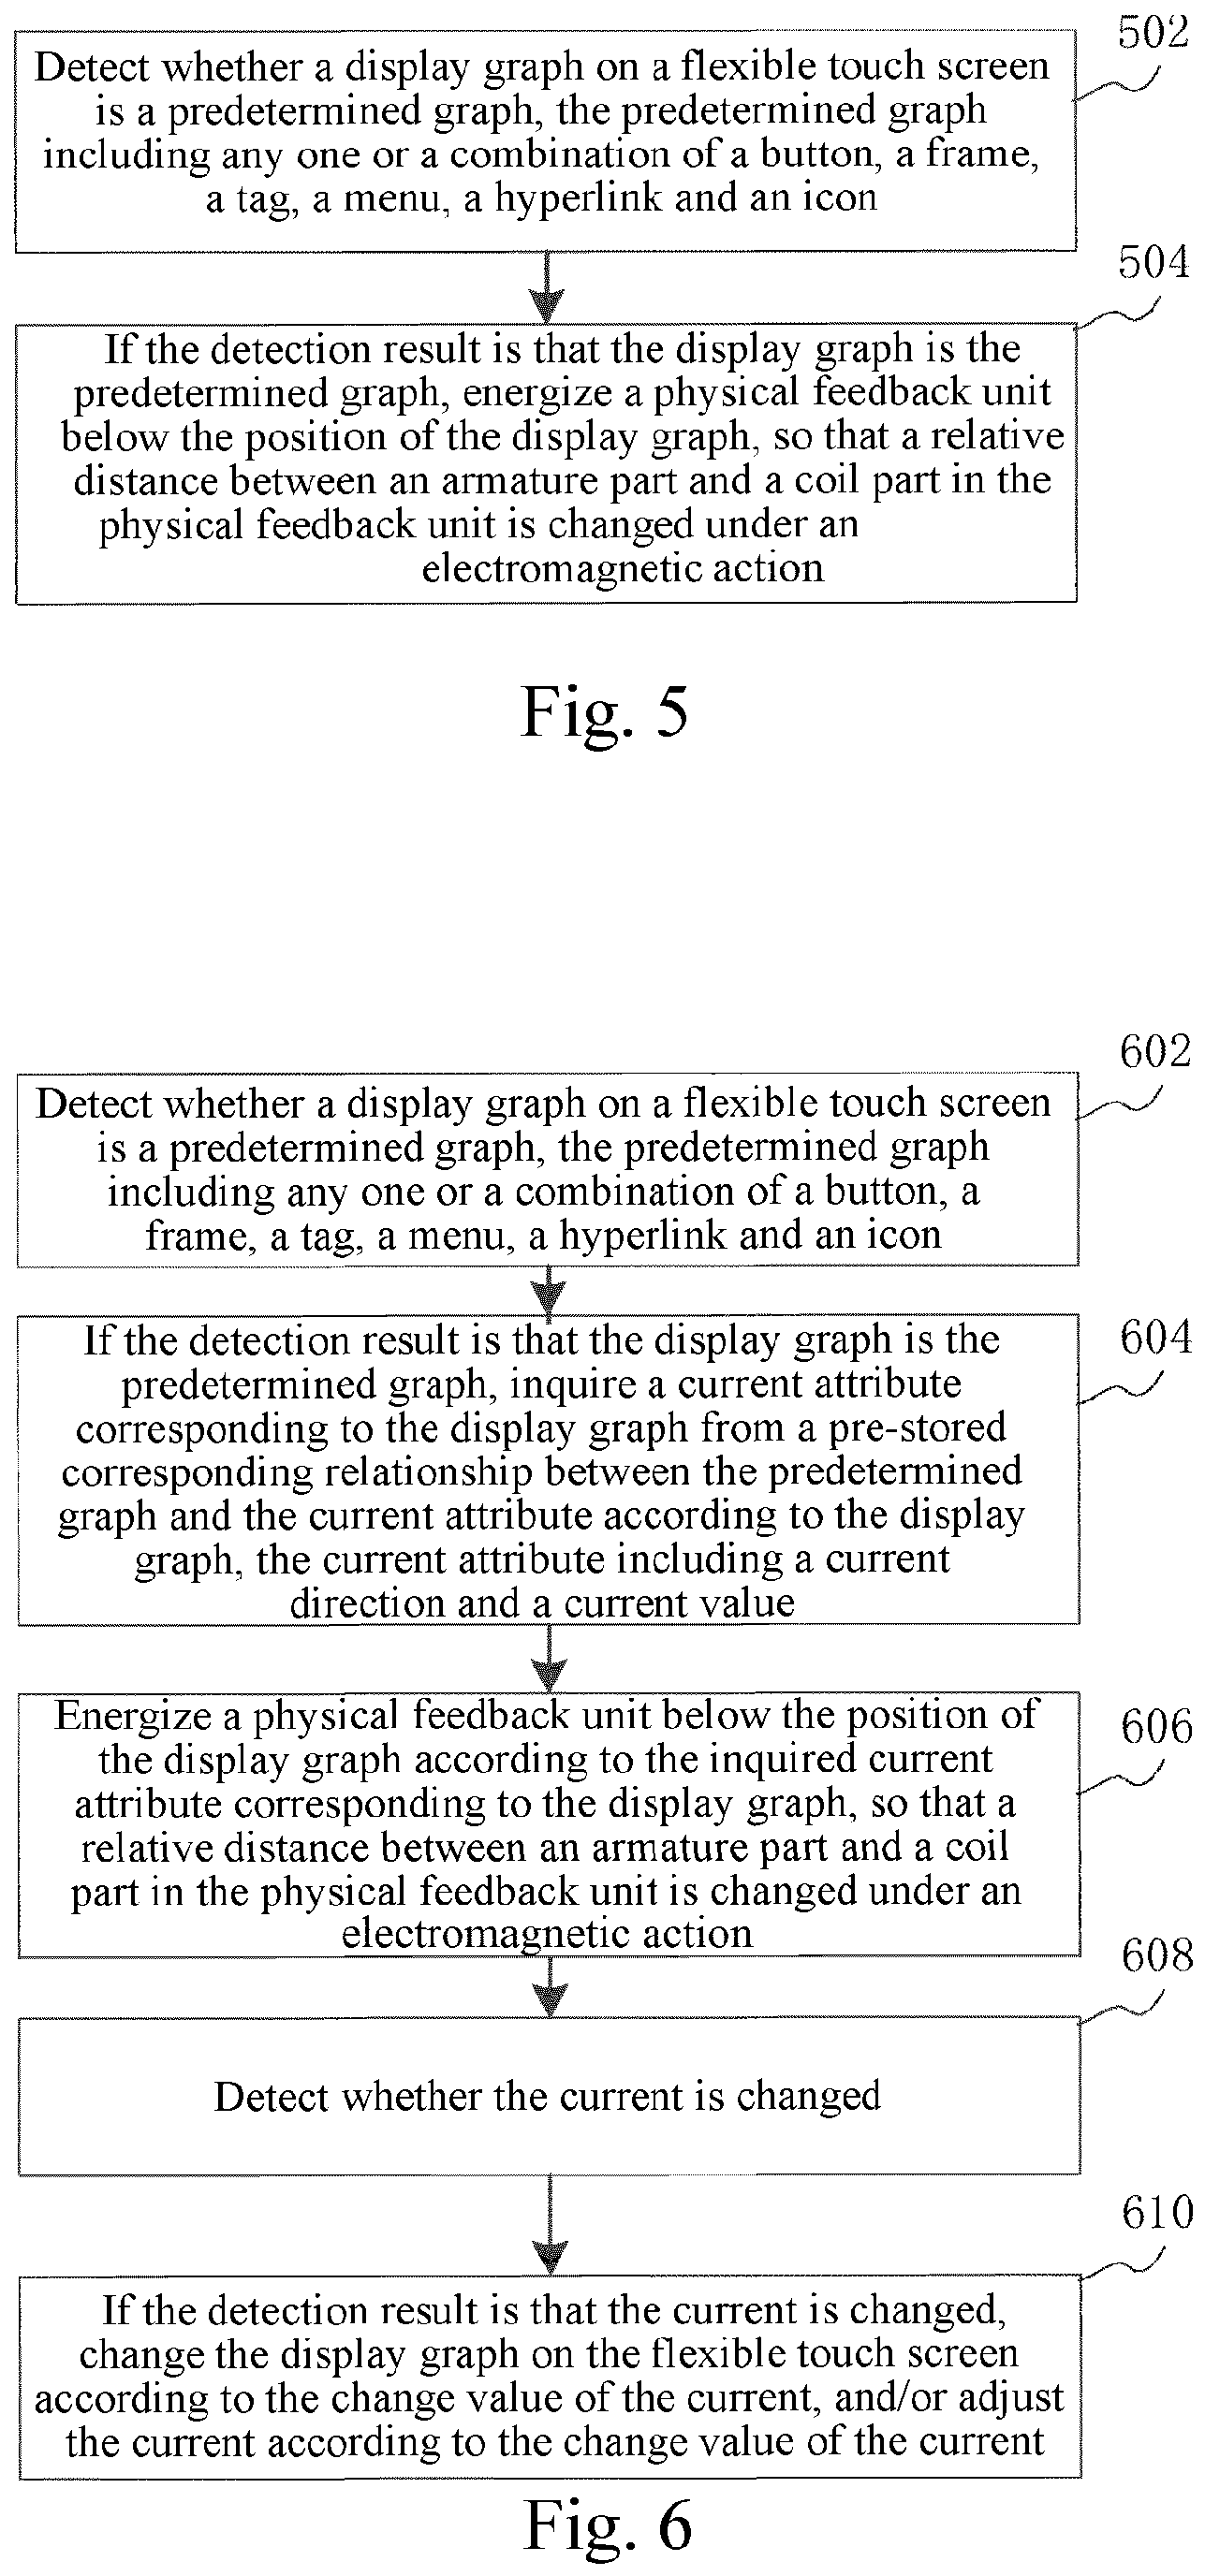 502
Detect whether a display graph on a flexible touch screen
is a predetermined graph, the predetermined graph
including any one or a combination of a button, a frame,
a tag, a menu, a hyperlink and an icon
504
If the detection result is that the display graph is the
predetermined graph, energize a physical feedback unit
below the position of the display graph, so that a relative
distance between an armature part and a coil part in the
physical feedback unit is changed under an
electromagnetic action
Fig. 5
602
Detect whether a display graph on a flexible touch screen
is a predetermined graph, the predetermined graph
including any one or a combination of a button, a
frame, a tag, a menu, a hyperlink and an icon
604
If the detection result is that the display graph is the
predetermined graph, inquire a current attribute
corresponding to the display graph from a pre-stored
corresponding relationship between the predetermined
graph and the current attribute according to the display
graph, the current attribute including a current
direction and a current value
606
Energize a physical feedback unit below the position of
the display graph according to the inquired current
attribute corresponding to the display graph, so that a
relative distance between an armature part and a coil
part in the physical feedback unit is changed under an
electromagnetic action
608
Detect whether the current is changed
610
If the detection result is that the current is changed,
change the display graph on the flexible touch screen
according to the change value of the current, and/or adjust
the current according to the change value of the current
Fig. 6